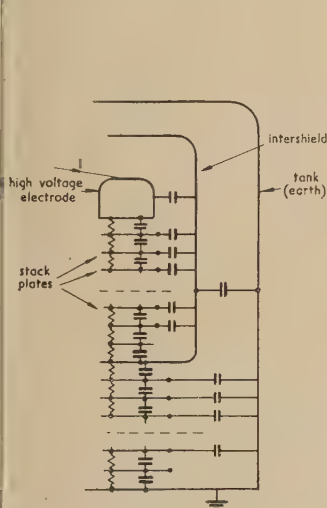 intershield
high voltage
electrode
tank
(earth)
stack
plates